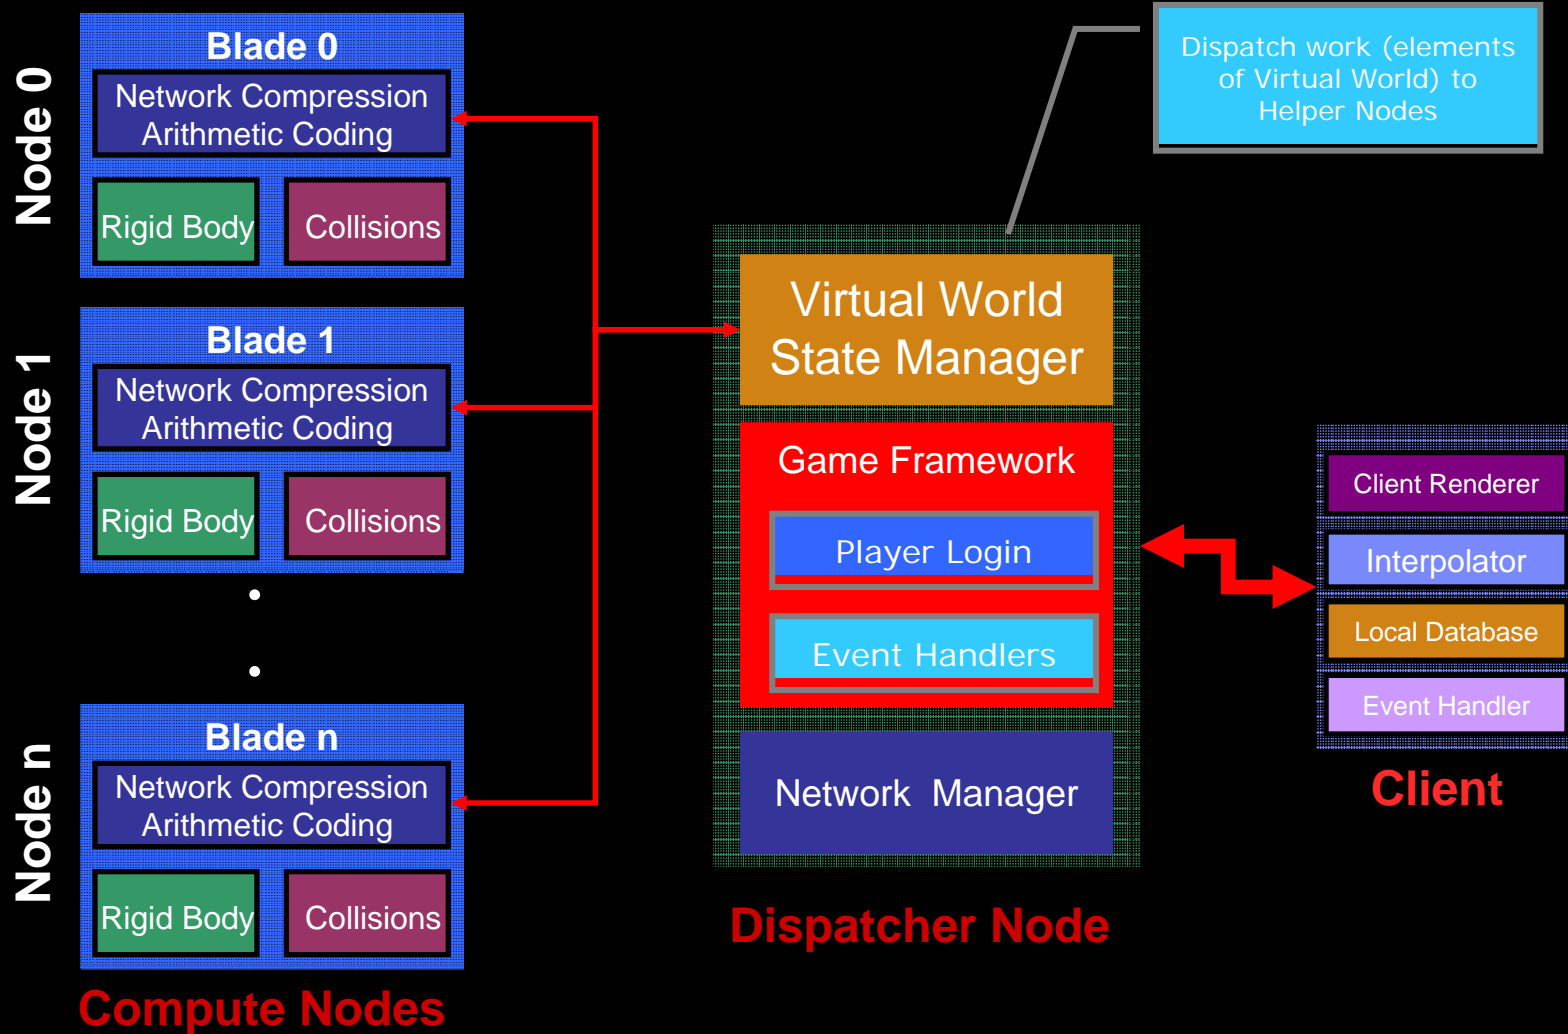 Node 0
Blade 0
Network Compression
Arithmetic Coding
Rigid Body
Collisions
Node 1
Blade 1
Network Compression
Arithmetic Coding
Rigid Body
Collisions
Node n
Blade n
Network Compression
Arithmetic Coding
Rigid Body
Collisions
Compute Nodes
Dispatch work (elements
of Virtual World) to
Helper Nodes
Virtual World
State Manager
Game Framework
Player Login
Event Handlers
Network Manager
Dispatcher Node
Client Renderer
Interpolator
Local Database
Event Handler
Client